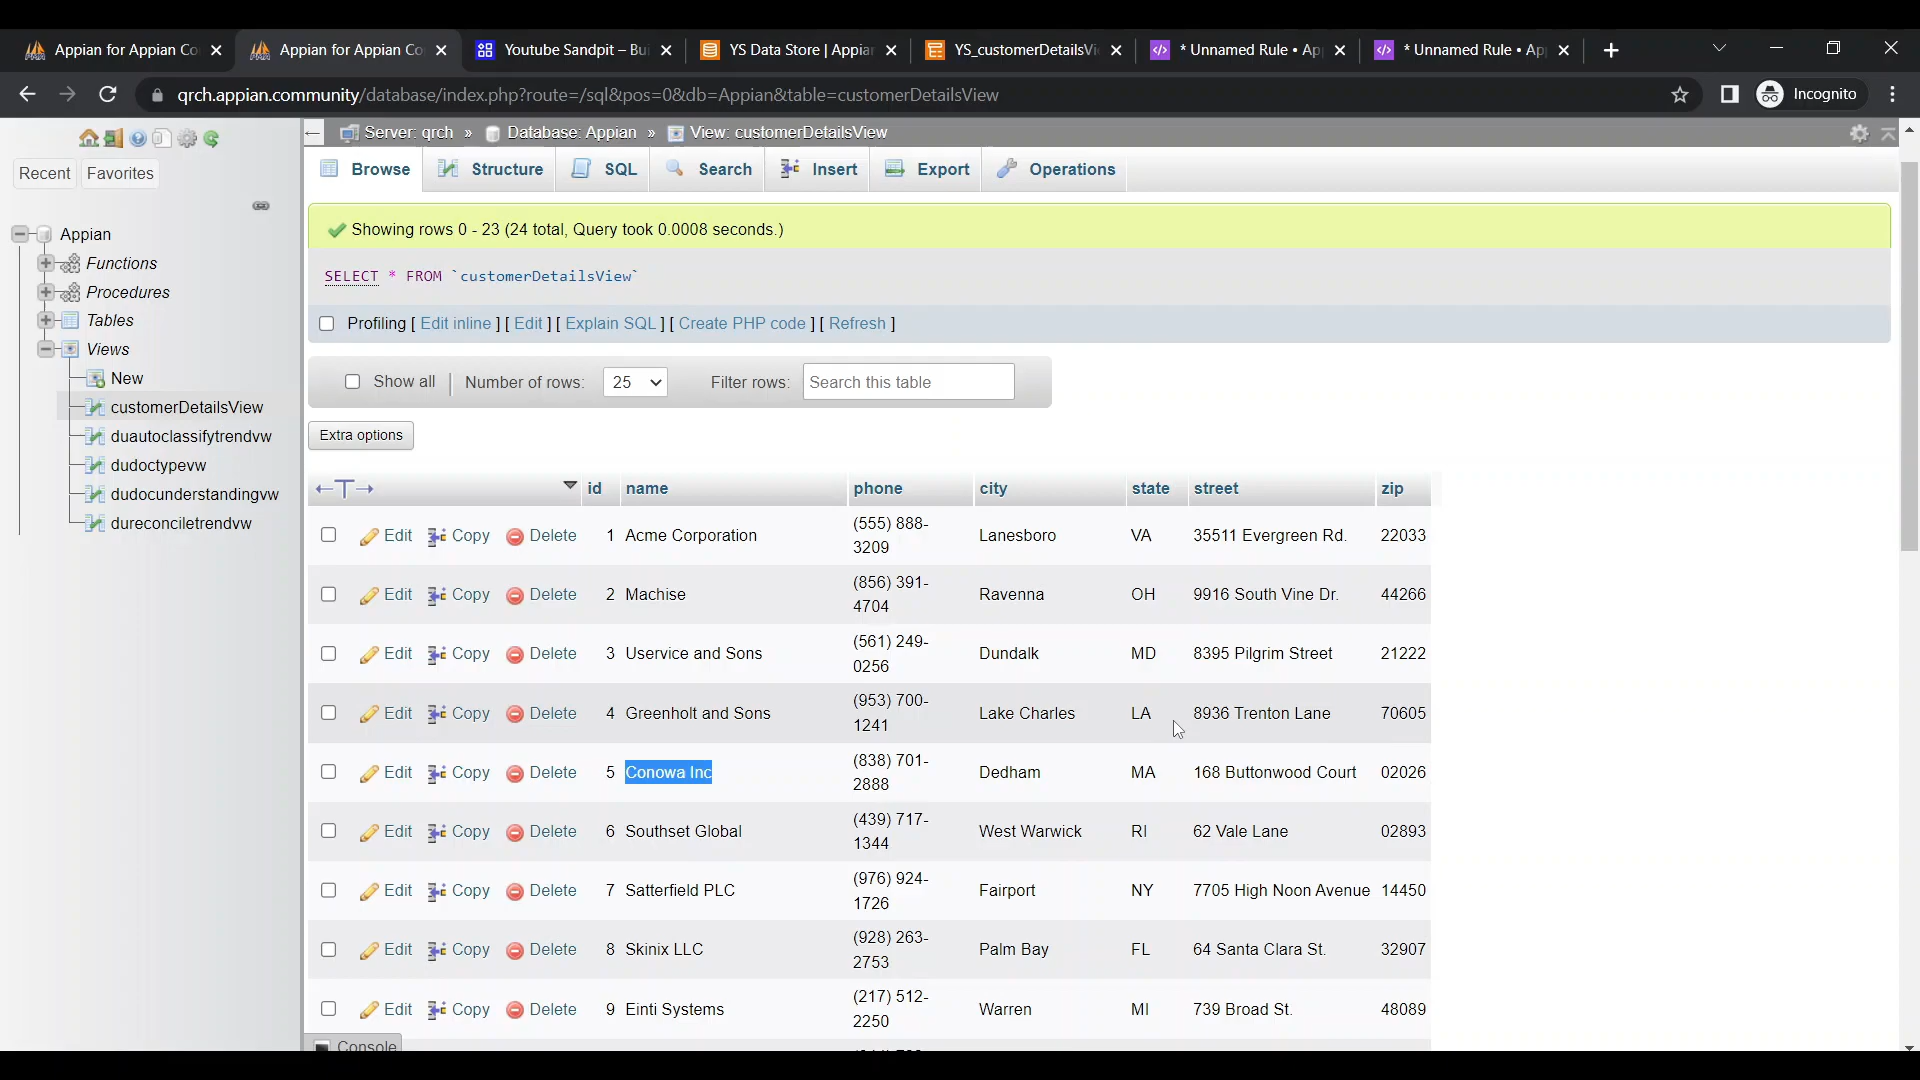 Appian for Appian Co
Appian for Appian Co
Youtube Sandpit – Bui
YS Data Store | Appian
YS_customerDetailsVi
* Unnamed Rule • Ap
* Unnamed Rule • Ap
qrch.appian.community/database/index.php?route=/sql&pos=0&db=Appian&table=customerDetailsView
Incognito
Recent
Favorites
Appian
Functions
Procedures
Tables
Views
New
customerDetailsView
duautoclassifytrendvw
dudoctypevw
dudocunderstandingvw
dureconciletrendvw
Server: qrch » Database: Appian » View: customerDetailsView
Browse Structure SQL Search Insert Export Operations
Showing rows 0 - 23 (24 total, Query took 0.0008 seconds.)
SELECT * FROM `customerDetailsView`
Profiling [ Edit inline ] [ Edit ] [ Explain SQL ] [ Create PHP code ] [ Refresh ]
Show all Number of rows: 25 Filter rows: Search this table
Extra options
id name phone city state street zip
Edit Copy Delete 1 Acme Corporation (555) 888-3209 Lanesboro VA 35511 Evergreen Rd. 22033
Edit Copy Delete 2 Machise (856) 391-4704 Ravenna OH 9916 South Vine Dr. 44266
Edit Copy Delete 3 Uservice and Sons (561) 249-0256 Dundalk MD 8395 Pilgrim Street 21222
Edit Copy Delete 4 Greenholt and Sons (953) 700-1241 Lake Charles LA 8936 Trenton Lane 70605
Edit Copy Delete 5 Conowa Inc (838) 701-2888 Dedham MA 168 Buttonwood Court 02026
Edit Copy Delete 6 Southset Global (439) 717-1344 West Warwick RI 62 Vale Lane 02893
Edit Copy Delete 7 Satterfield PLC (976) 924-1726 Fairport NY 7705 High Noon Avenue 14450
Edit Copy Delete 8 Skinix LLC (928) 263-2753 Palm Bay FL 64 Santa Clara St. 32907
Edit Copy Delete 9 Einti Systems (217) 512-2250 Warren MI 739 Broad St. 48089
Console